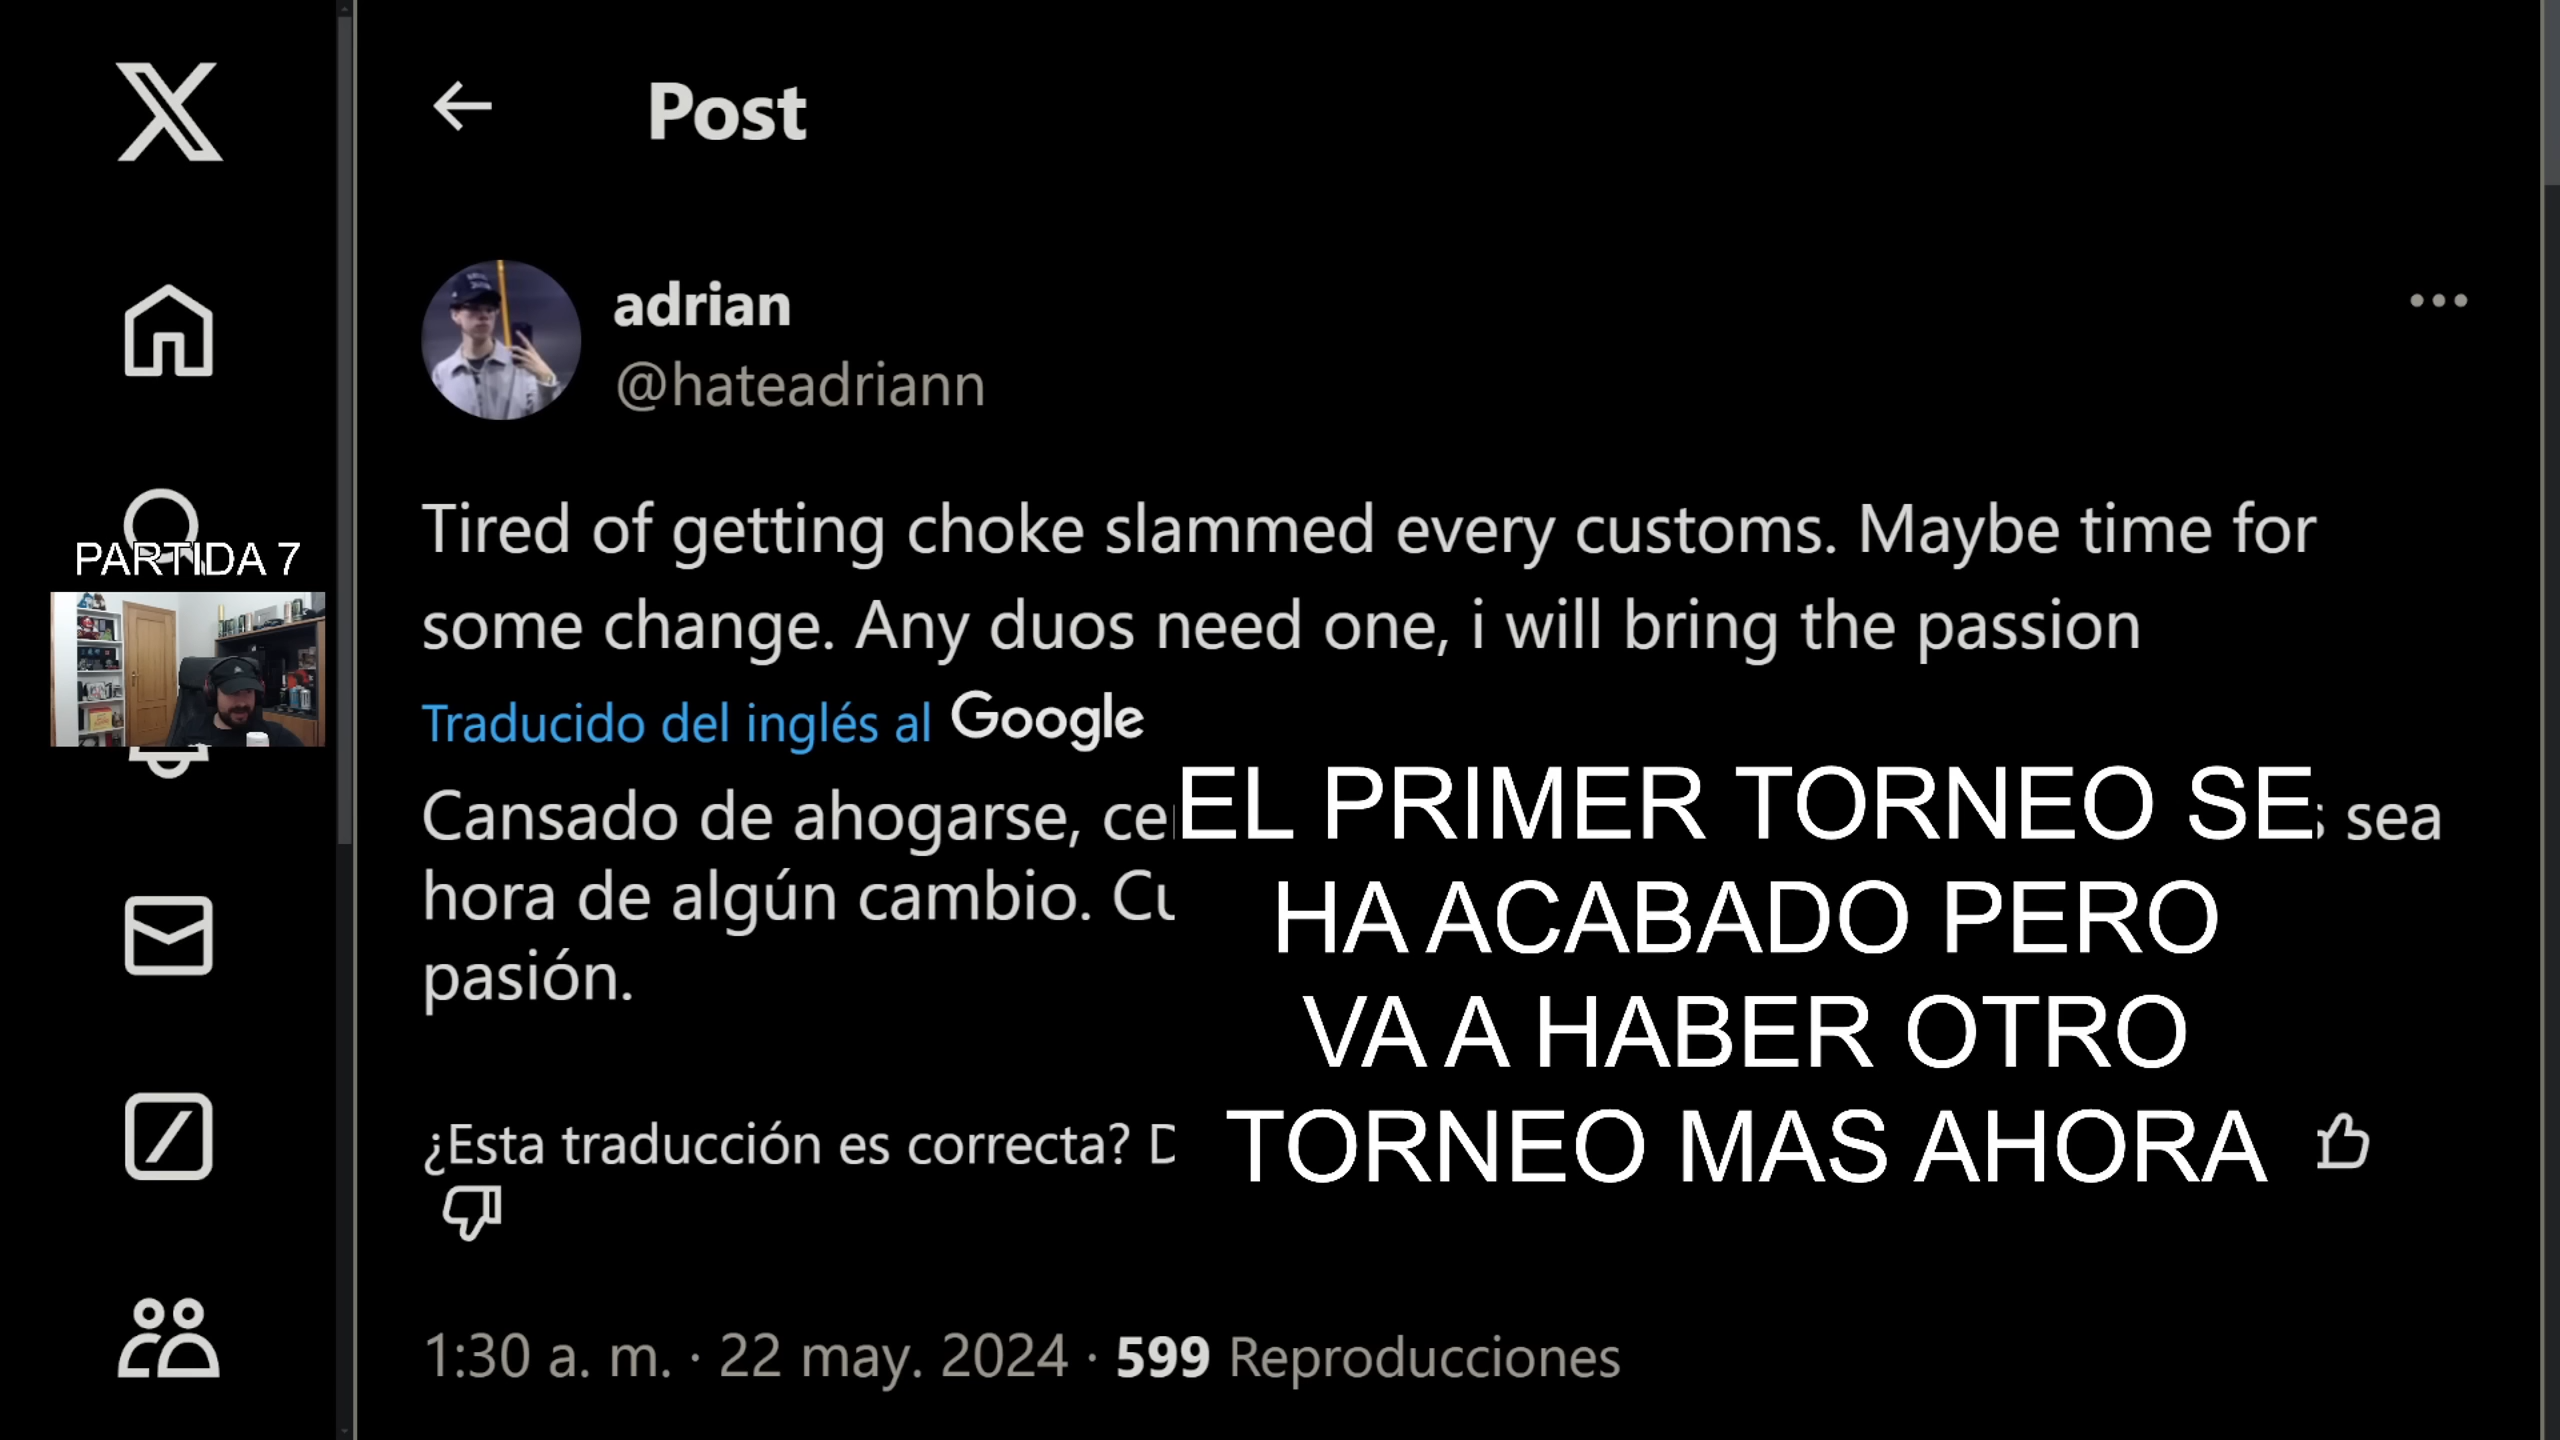 Post
adrian
@hateadriann
Tired of getting choke slammed every customs. Maybe time for
some change. Any duos need one, i will bring the passion
PARTIDA 7
Traducido del inglés al Google
Cansado de ahogarse, sea
hora de algún cambio.
pasión.
EL PRIMER TORNEO SE
HA ACABADO PERO
VA A HABER OTRO
TORNEO MAS AHORA
¿Esta traducción es correcta?
1:30 a. m. · 22 may. 2024 · 599 Reproducciones